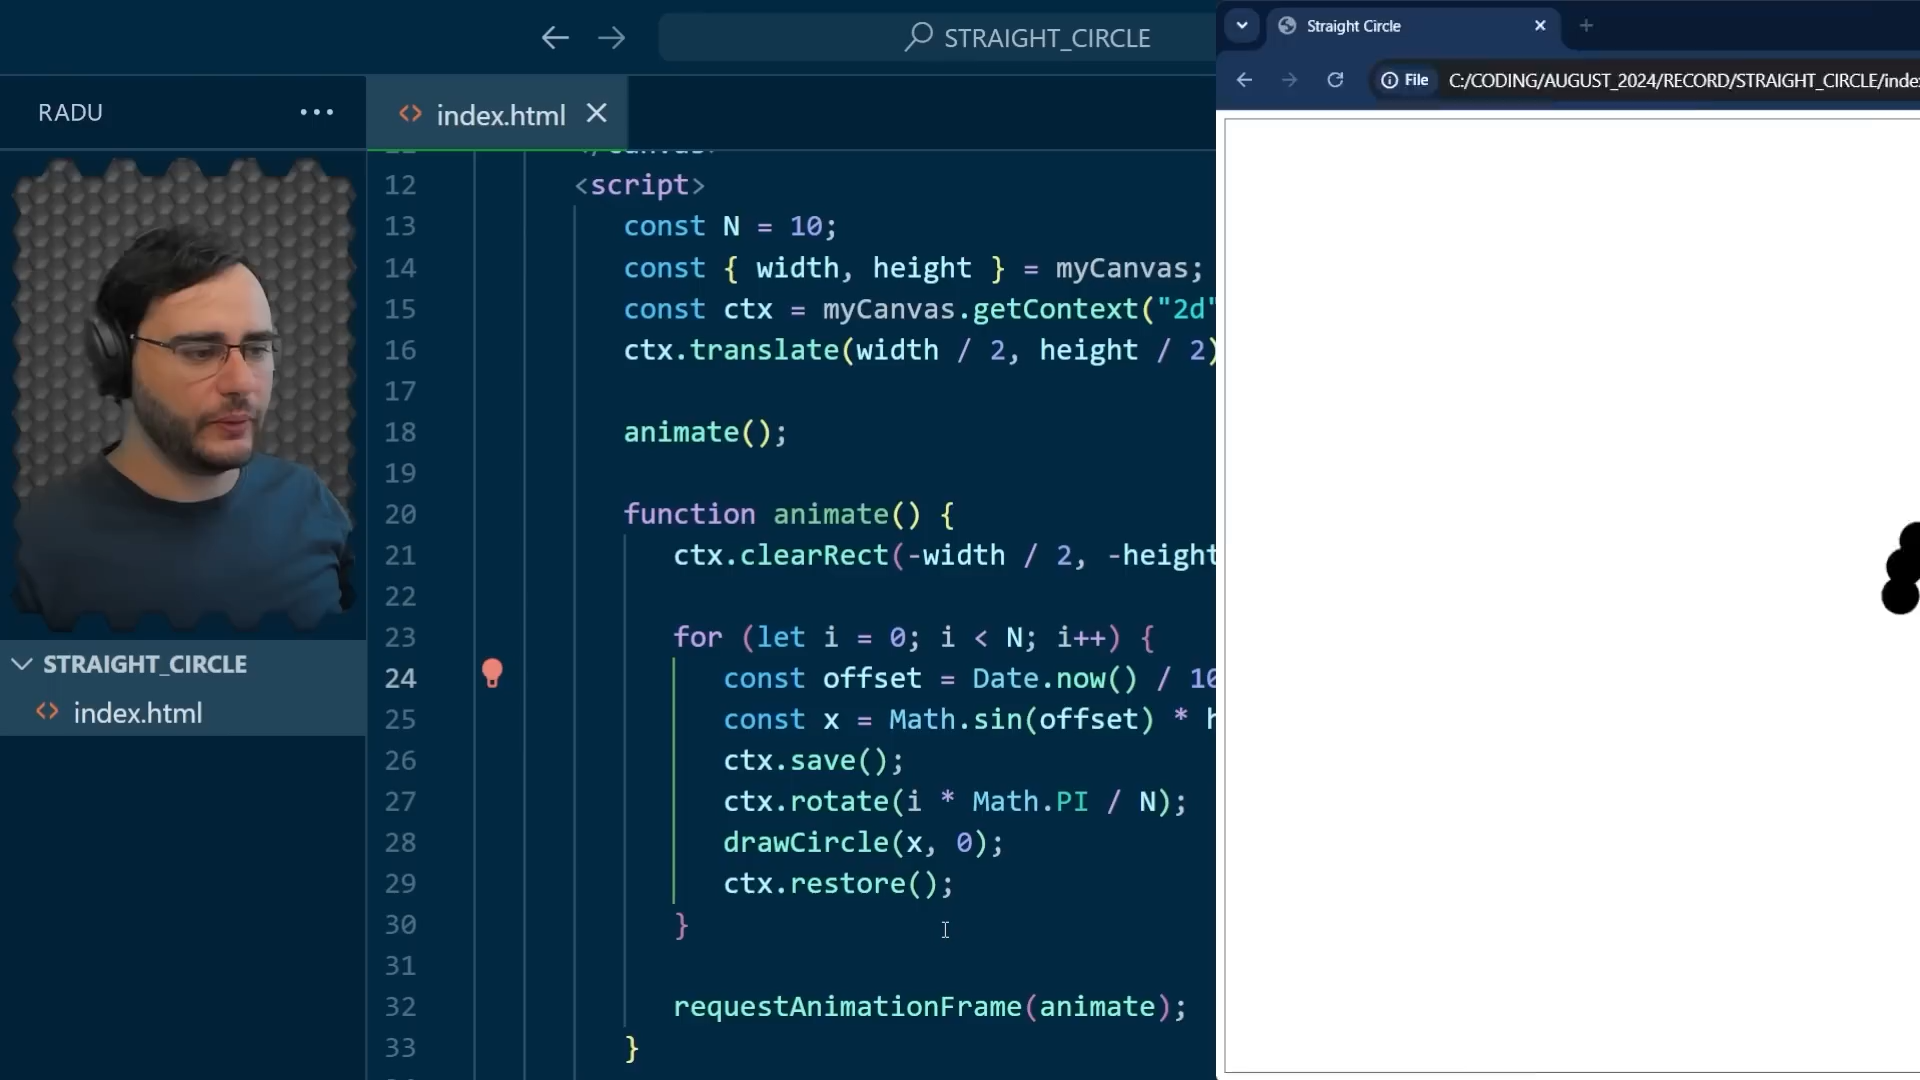 STRAIGHT_CIRCLE
Straight Circle
File
C:/CODING/AUGUST_2024/RECORD/STRAIGHT_CIRCLE/index
RADU
index.html
12 <script>
13 const N = 10;
14 const { width, height } = myCanvas;
15 const ctx = myCanvas.getContext("2d"
16 ctx.translate(width / 2, height / 2)
17
18 animate();
19
20 function animate() {
21 ctx.clearRect(-width / 2, -height
22
23 for (let i = 0; i < N; i++) {
24 const offset = Date.now() / 10
25 const x = Math.sin(offset) * h
26 ctx.save();
27 ctx.rotate(i * Math.PI / N);
28 drawCircle(x, 0);
29 ctx.restore();
30 }
31
32 requestAnimationFrame(animate);
33 }
STRAIGHT_CIRCLE
index.html